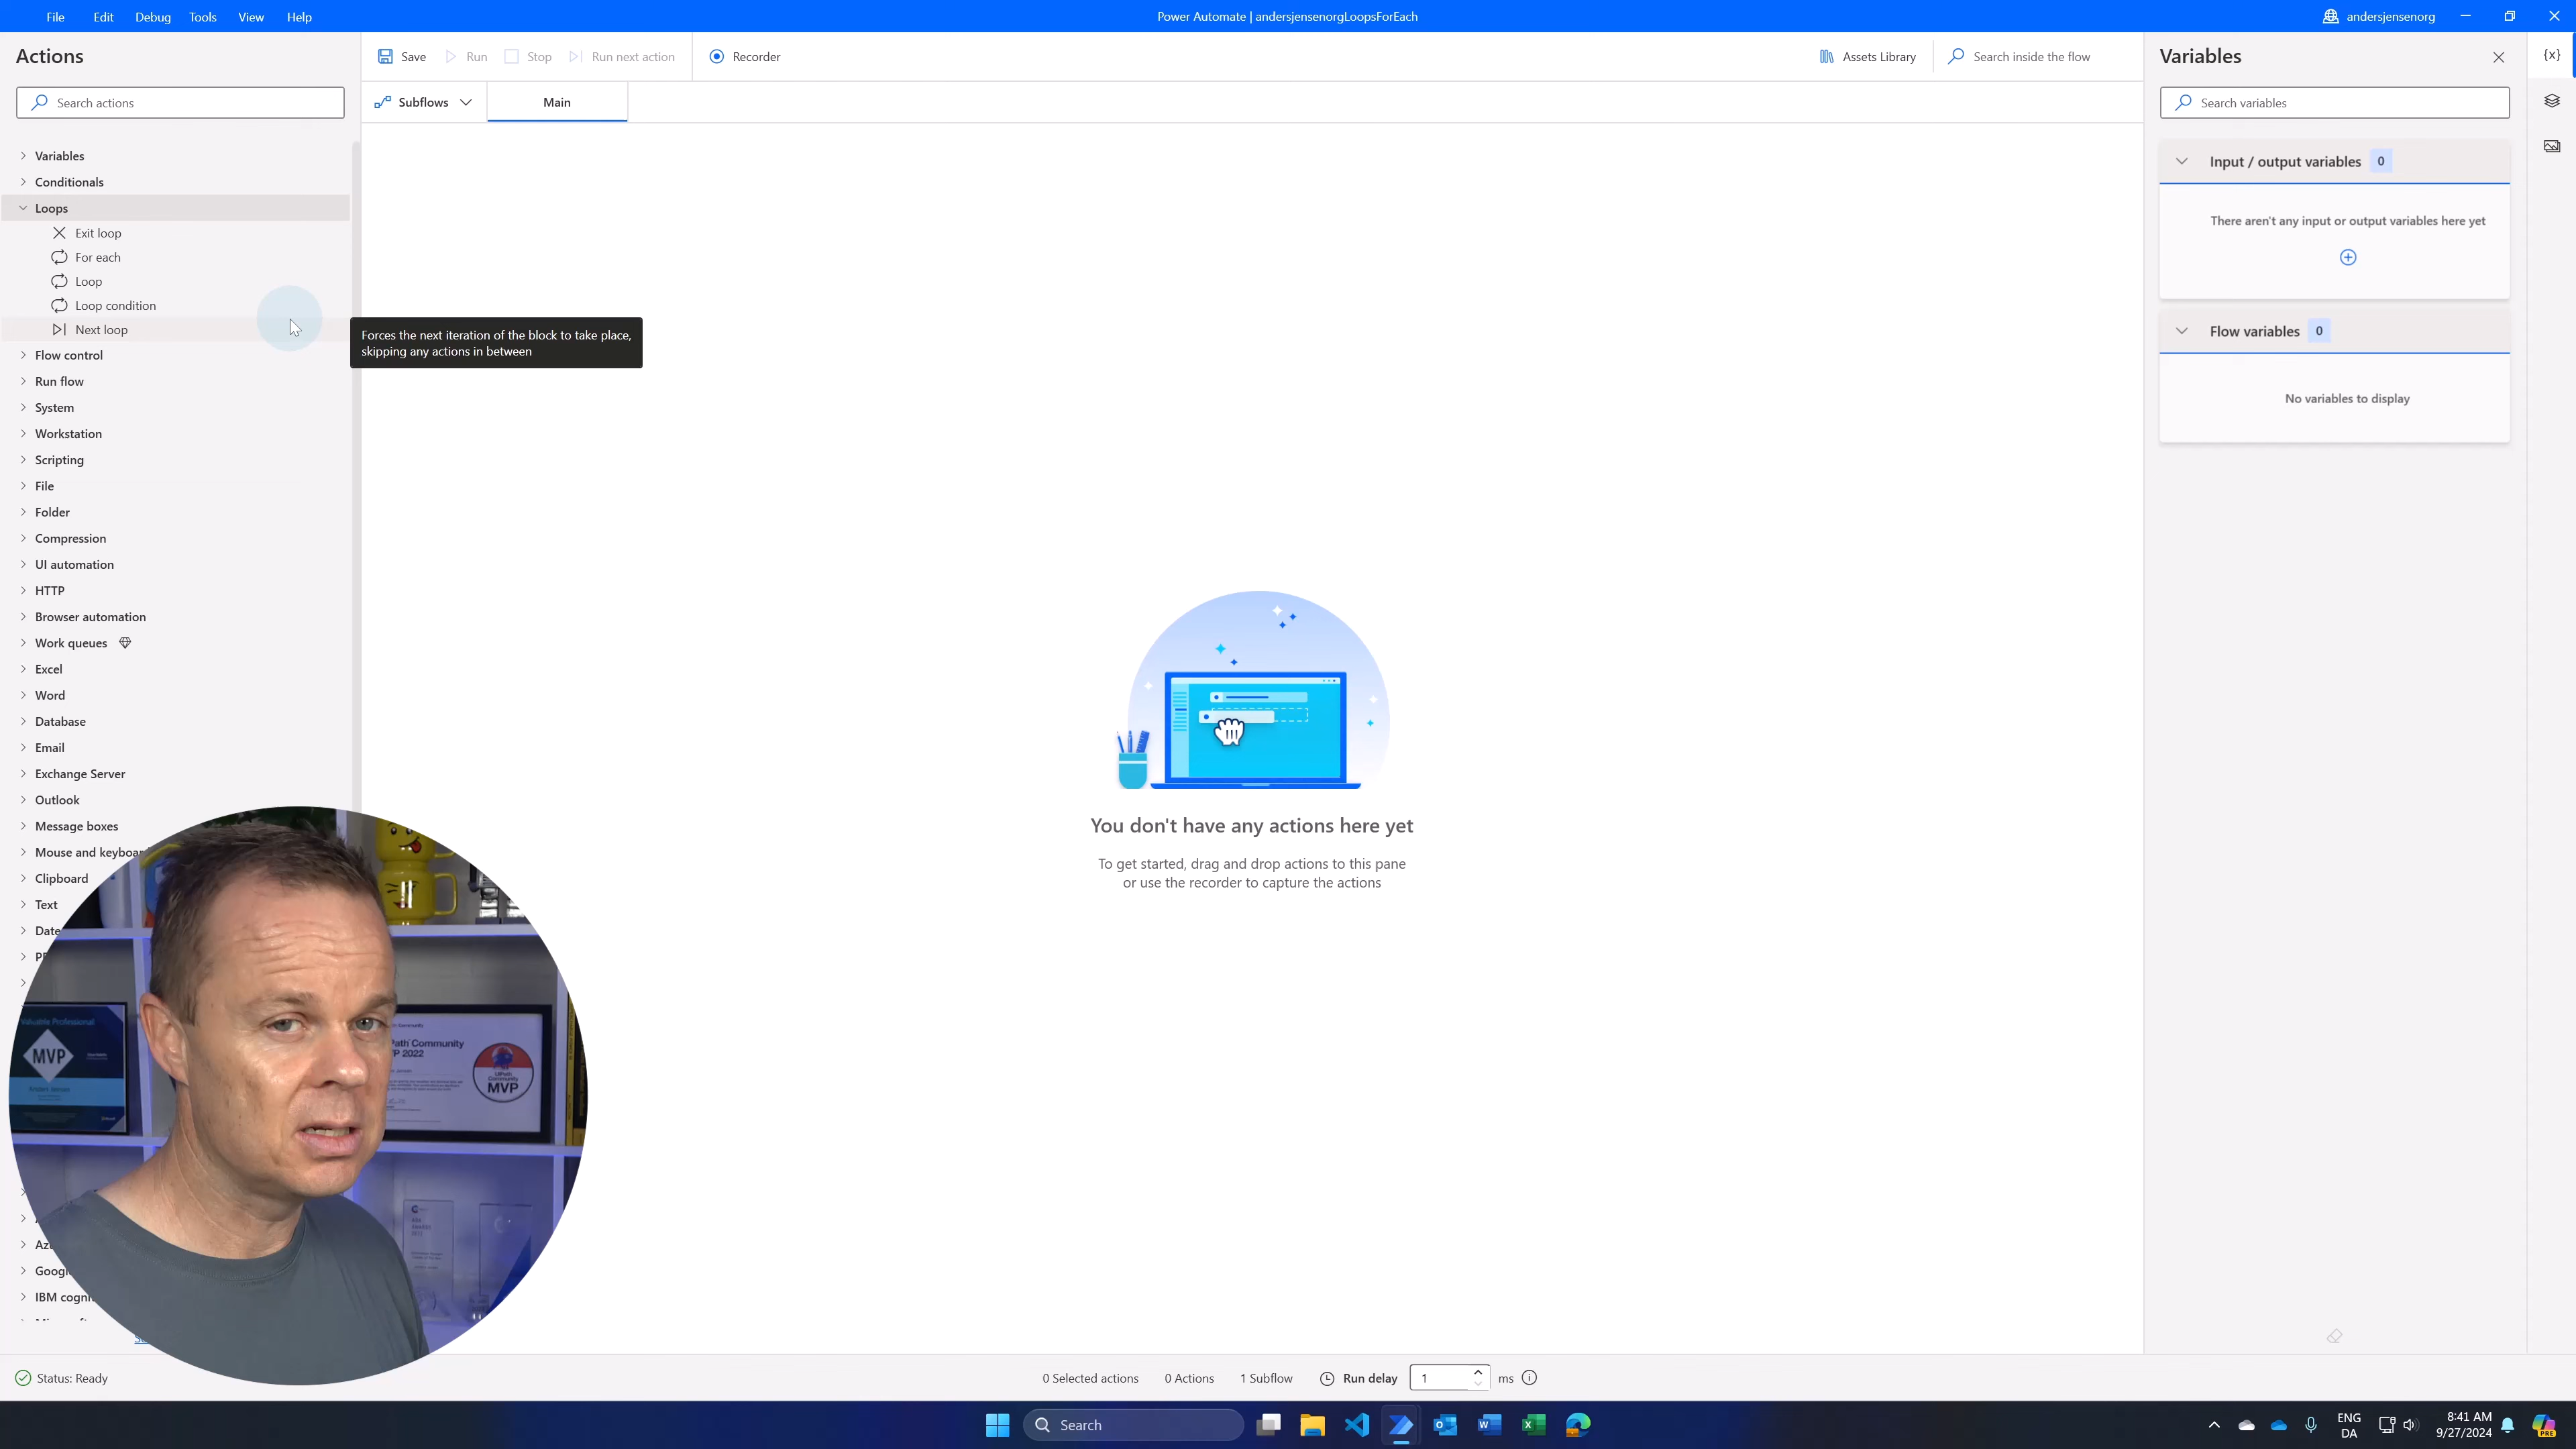 File Edit Debug Tools View Help
Power Automate | andersjensenorgLoopsForEach
andersjensenorg
Actions
Search actions
Variables
Conditionals
Loops
Exit loop
For each
Loop
Loop condition
Next loop
Flow control
Run flow
System
Workstation
Scripting
File
Folder
Compression
UI automation
HTTP
Browser automation
Work queues
Excel
Word
Database
Email
Exchange Server
Outlook
Message boxes
Mouse and
Clipboard
Text
Date
IBM
Save Run Stop Run next action Recorder
Assets Library Search inside the flow
Subflows Main
Forces the next iteration of the block to take place,
skipping any actions in between
You don't have any actions here yet
To get started, drag and drop actions to this pane
or use the recorder to capture the actions
Variables
{x}
Search variables
Input / output variables 0
There aren't any input or output variables here yet
Flow variables 0
No variables to display
MVP
Path Community
MVP
Status: Ready
0 Selected actions 0 Actions 1 Subflow Run delay 1 ms
Search
ENG
DA
8:41 AM
9/27/2024
PRE